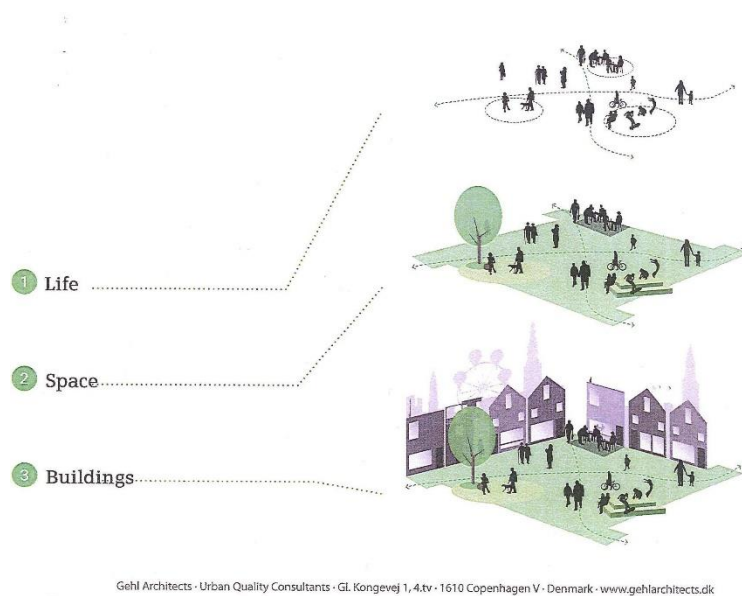 1 Life
2 Space
3 Buildings
Gehl Architects · Urban Quality Consultants · Gl. Kongevej 1, 4.tv · 1610 Copenhagen V · Denmark · www.gehlarchitects.dk